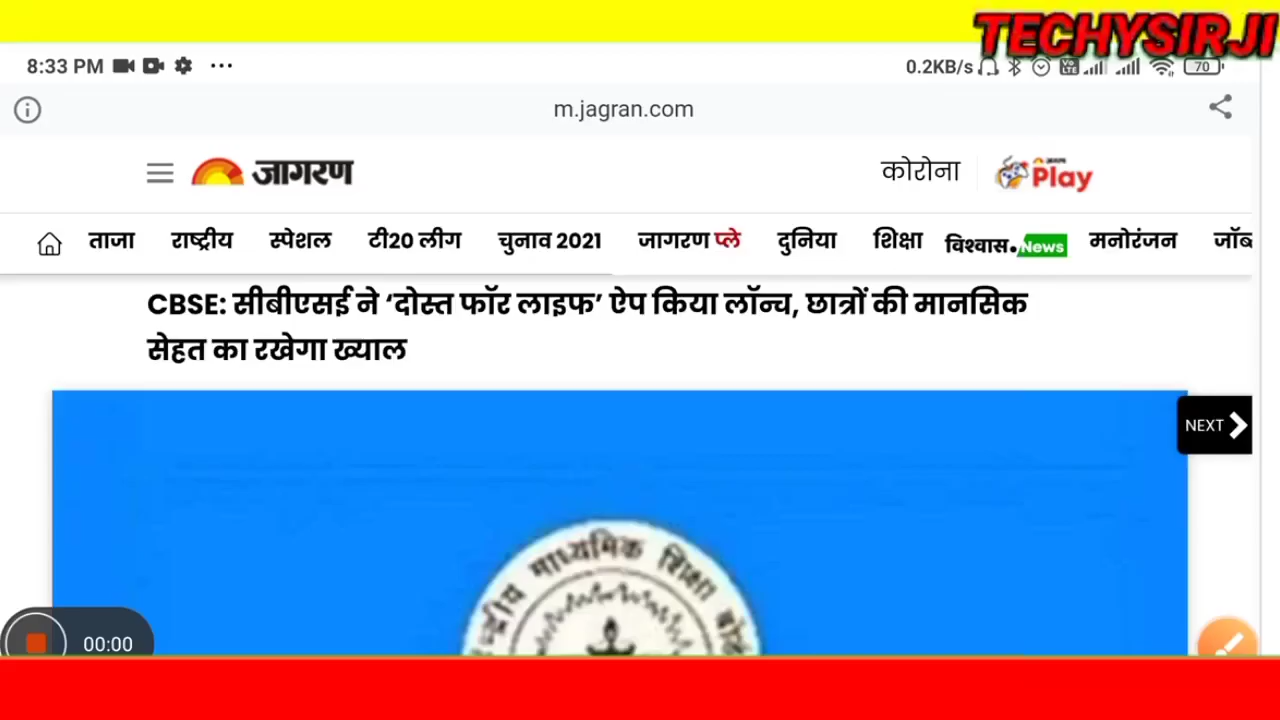 TECHYSIRJI
8:33 PM ...
0.2KB/s 70
m.jagran.com
जागरण
कोरोना
Play
ताजा राष्ट्रीय स्पेशल टी20 लीग चुनाव 2021 जागरण प्ले दुनिया शिक्षा विश्वास.News मनोरंजन जॉब
CBSE: सीबीएसई ने ‘दोस्त फॉर लाइफ’ ऐप किया लॉन्च, छात्रों की मानसिक
सेहत का रखेगा ख्याल
NEXT
माध्यमिक शिक्षा
00:00